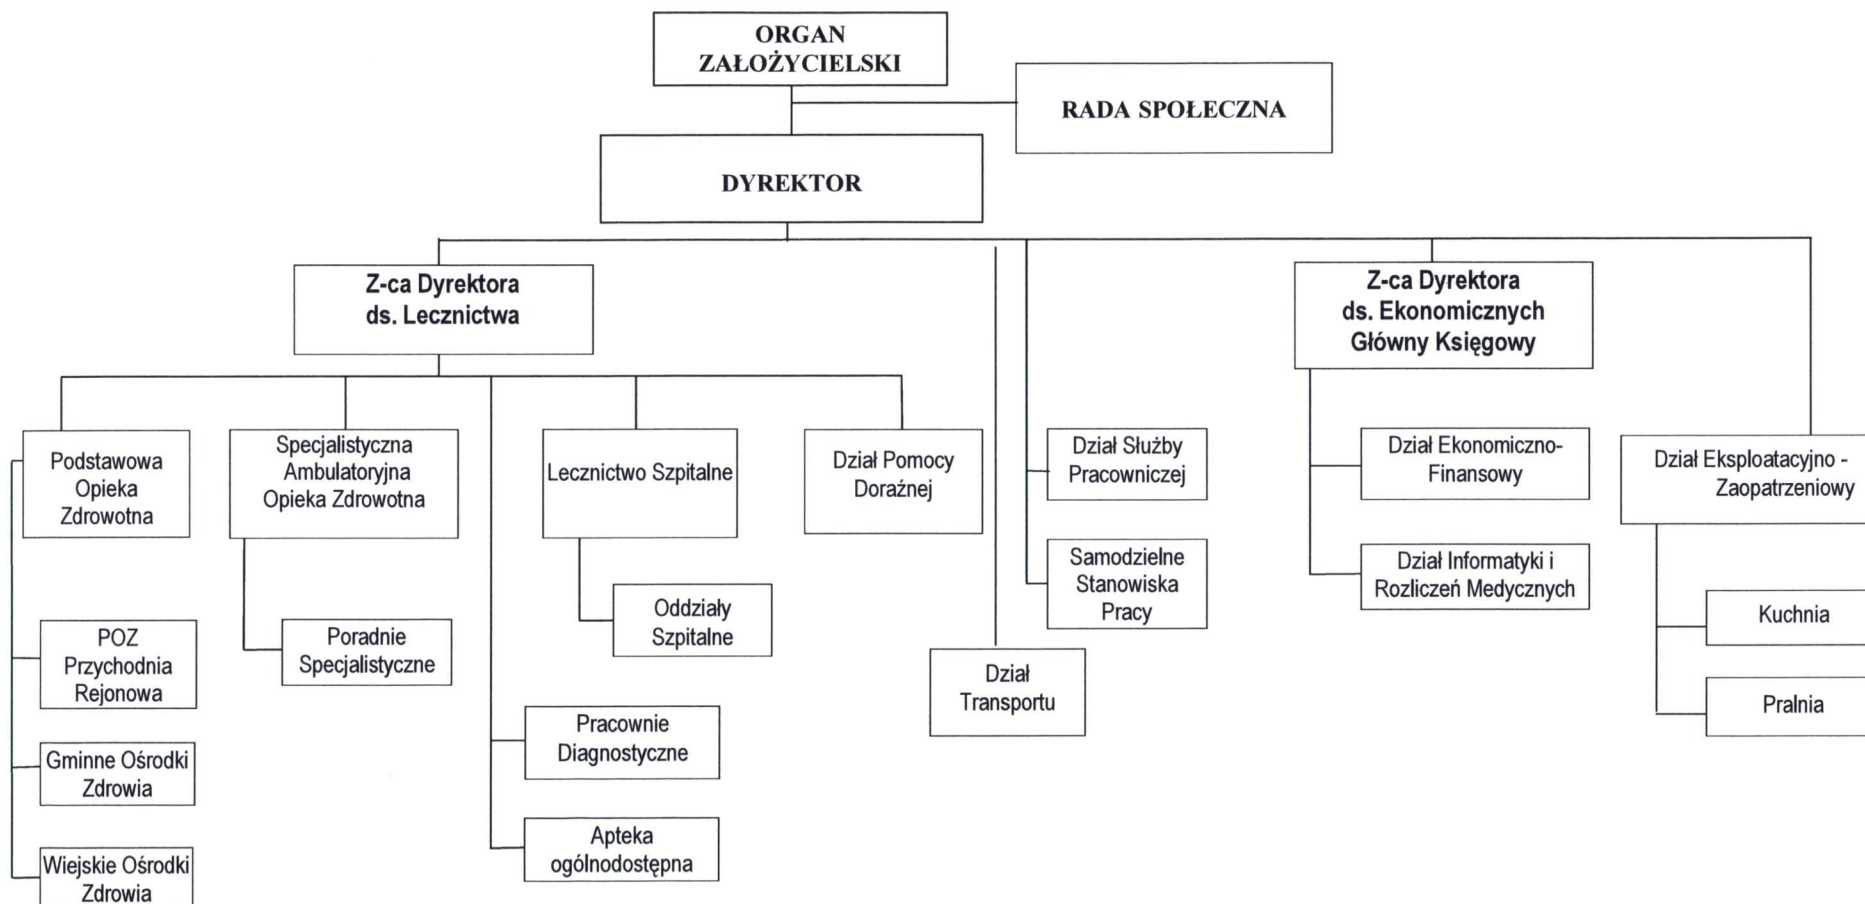 ORGAN
ZAŁOŻYCIELSKI
RADA SPOŁECZNA
DYREKTOR
Z-ca Dyrektora
ds. Lecznictwa
Z-ca Dyrektora
ds. Ekonomicznych
Główny Księgowy
Podstawowa
Opieka
Zdrowotna
Specjalistyczna
Ambulatoryjna
Opieka Zdrowotna
Lecznictwo Szpitalne
Dział Pomocy
Doraźnej
Dział Służby
Pracowniczej
Dział Ekonomiczno-
Finansowy
Dział Eksploatacyjno -
Zaopatrzeniowy
Samodzielne
Stanowiska
Pracy
Dział Informatyki i
Rozliczeń Medycznych
Oddziały
Szpitalne
Kuchnia
POZ
Przychodnia
Rejonowa
Poradnie
Specjalistyczne
Dział
Transportu
Pralnia
Pracownie
Diagnostyczne
Gminne Ośrodki
Zdrowia
Apteka
ogólnodostępna
Wiejskie Ośrodki
Zdrowia